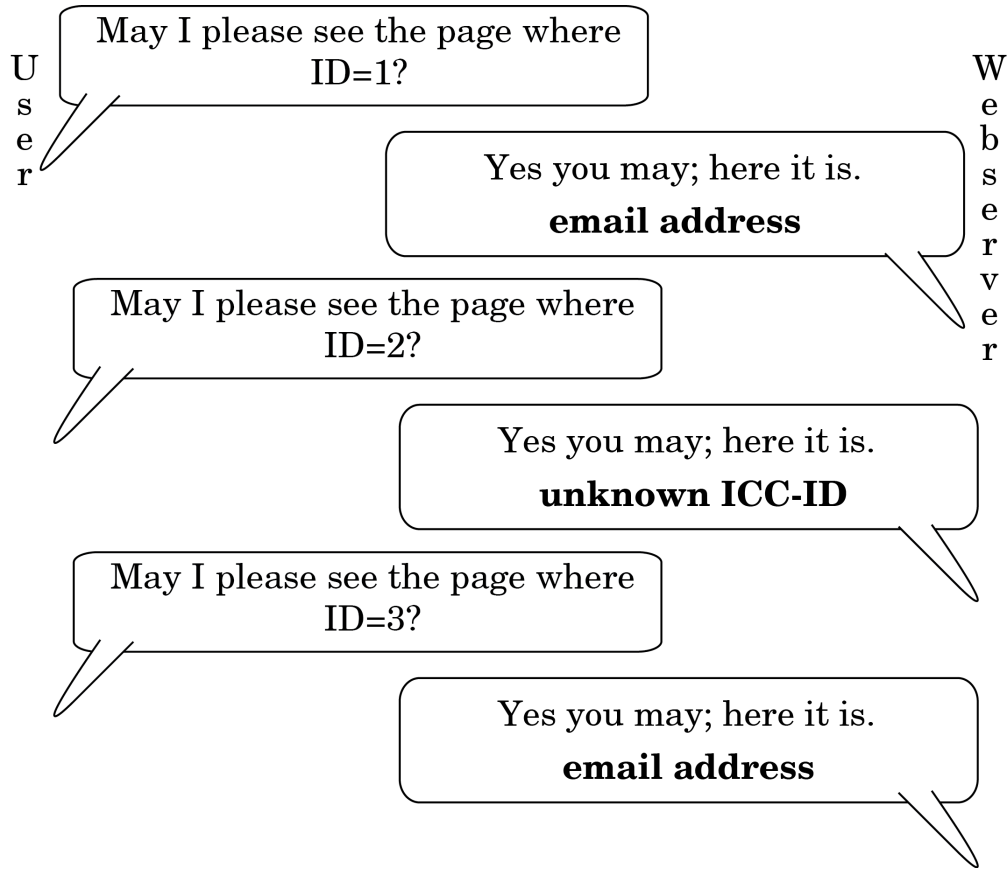 User
May I please see the page where
ID=1?
Webserver
Yes you may; here it is.
email address
May I please see the page where
ID=2?
Yes you may; here it is.
unknown ICC-ID
May I please see the page where
ID=3?
Yes you may; here it is.
email address